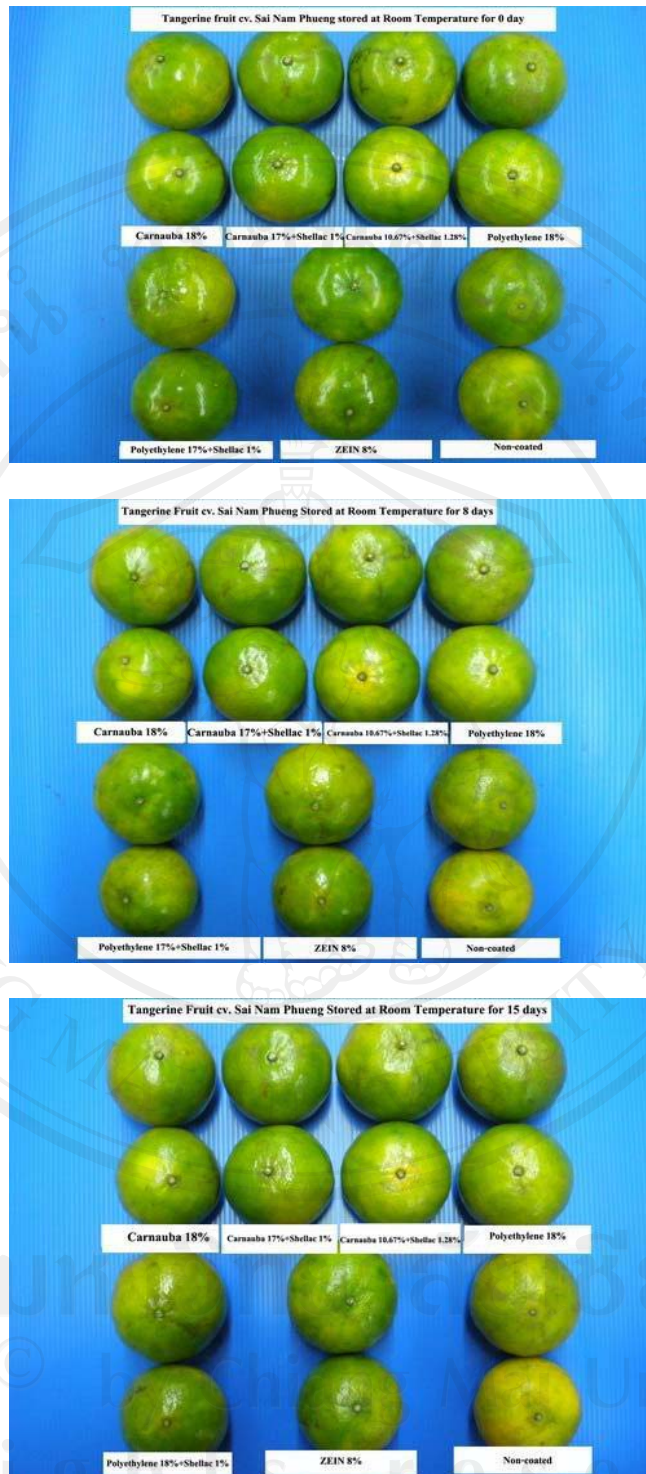 Tangerine fruit cv. Sai Nam Phueng stored at Room Temperature for 0 day
Carnauba 18%
Carnauba 17%+Shellac 1%
Carnauba 10.67%+Shellac 1.28%
Polyethylene 18%
Polyethylene 17%+Shellac 1%
ZEIN 8%
Non-coated
Tangerine Fruit cv. Sai Nam Phueng Stored at Room Temperature for 8 days
Carnauba 18%
Carnauba 17%+Shellac 1%
Carnauba 10.67%+Shellac 1.28%
Polyethylene 18%
Polyethylene 17%+Shellac 1%
ZEIN 8%
Non-coated
Tangerine Fruit cv. Sai Nam Phueng Stored at Room Temperature for 15 days
Carnauba 18%
Carnauba 17%+Shellac 1%
Carnauba 10.67%+Shellac 1.28%
Polyethylene 18%
Polyethylene 18%+Shellac 1%
ZEIN 8%
Non-coated